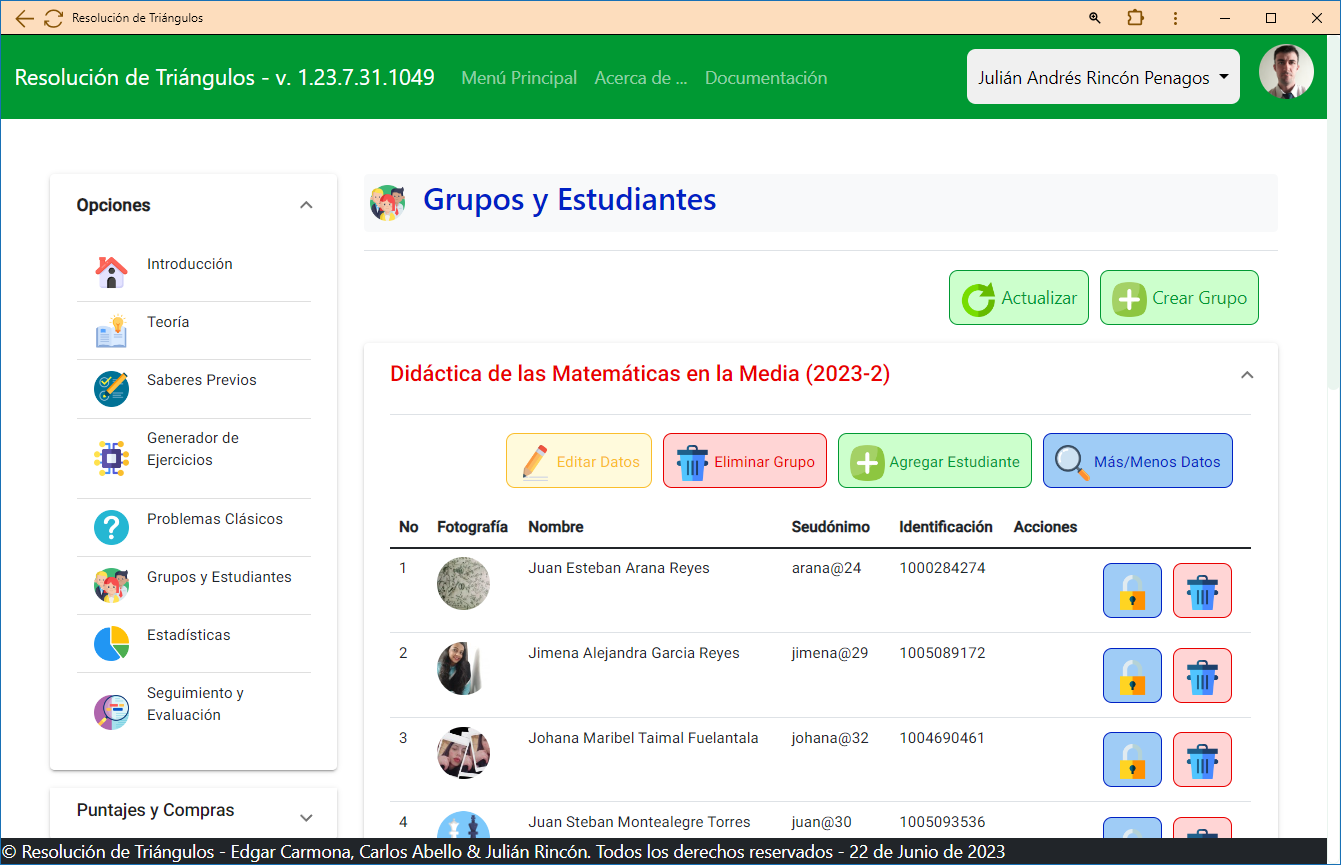 Resolución de Triángulos
Resolución de Triángulos - v. 1.23.7.31.1049 Menú Principal Acerca de ... Documentación Julián Andrés Rincón Penagos
Opciones
Introducción
Teoría
Saberes Previos
Generador de
Ejercicios
Problemas Clásicos
Grupos y Estudiantes
Estadísticas
Seguimiento y
Evaluación
Puntajes y Compras
Grupos y Estudiantes
Actualizar Crear Grupo
Didáctica de las Matemáticas en la Media (2023-2)
Editar Datos Eliminar Grupo Agregar Estudiante Más/Menos Datos
No Fotografía Nombre Seudónimo Identificación Acciones
1 Juan Esteban Arana Reyes arana@24 1000284274
2 Jimena Alejandra Garcia Reyes jimena@29 1005089172
3 Johana Maribel Taimal Fuelantala johana@32 1004690461
4 Juan Steban Montealegre Torres juan@30 1005093536
© Resolución de Triángulos - Edgar Carmona, Carlos Abello & Julián Rincón. Todos los derechos reservados - 22 de Junio de 2023